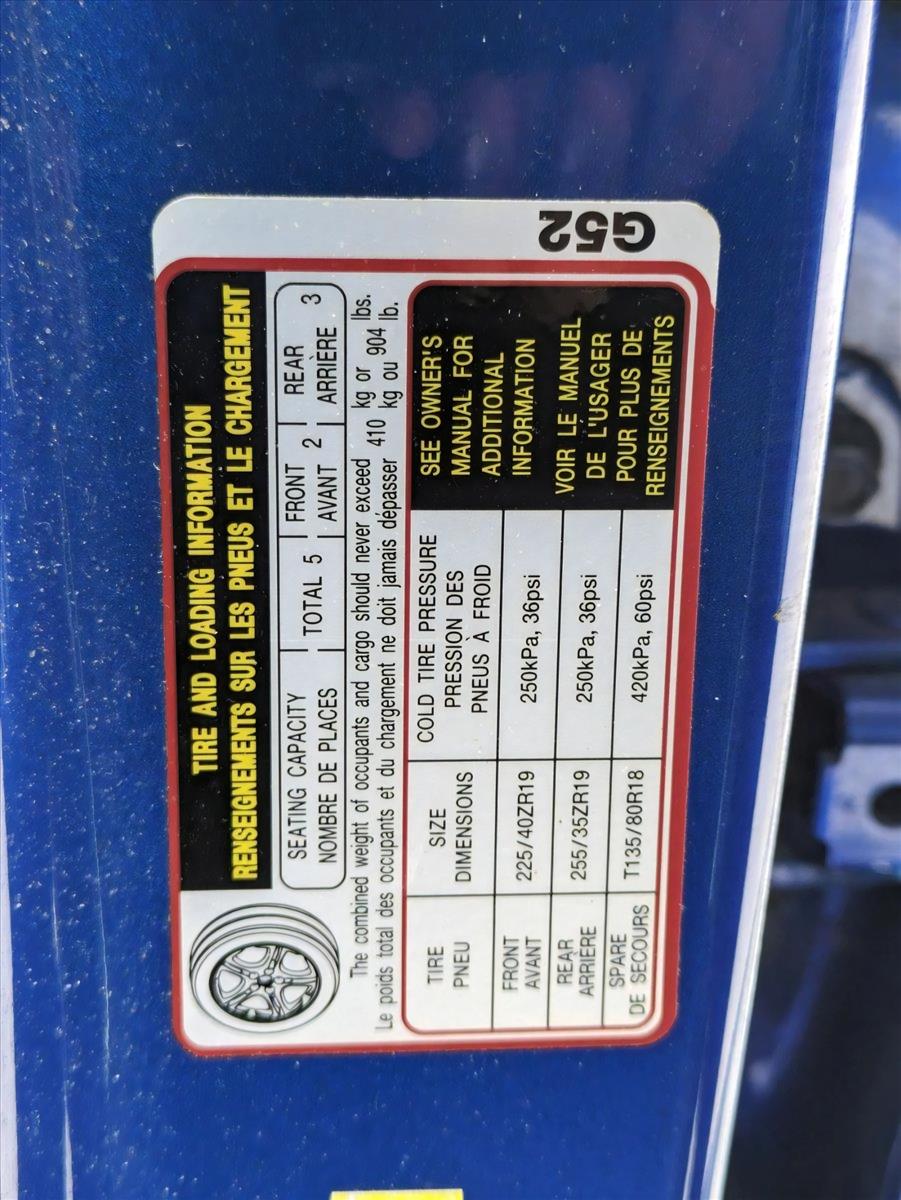 TIRE AND LOADING INFORMATION
RENSEIGNEMENTS SUR LES PNEUS ET LE CHARGEMENT
SEATING CAPACITY
NOMBRE DE PLACES
TOTAL 5
FRONT
AVANT 2
REAR
ARRIÈRE 3
The combined weight of occupants and cargo should never exceed 410 kg or 904 lbs.
Le poids total des occupants et du chargement ne doit jamais dépasser kg ou lb.
TIRE
PNEU
SIZE
DIMENSIONS
COLD TIRE PRESSURE
PRESSION DES
PNEUS À FROID
FRONT
AVANT
225/40ZR19
250kPa, 36psi
REAR
ARRIÈRE
255/35ZR19
250kPa, 36psi
SPARE
DE SECOURS
T135/80R18
420kPa, 60psi
SEE OWNER'S
MANUAL FOR
ADDITIONAL
INFORMATION
VOIR LE MANUEL
DE L'USAGER
POUR PLUS DE
RENSEIGNEMENTS
G52